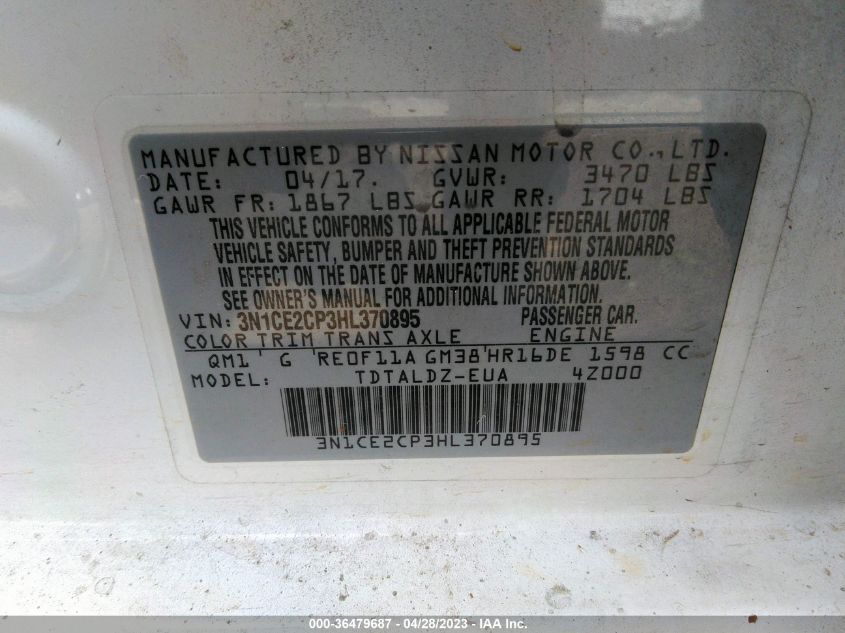 MANUFACTURED BY NISSAN MOTOR CO., LTD.
DATE: 04/17. GVWR: 3470 LBS
GAWR FR: 1867 LBS GAWR RR: 1704 LBS
THIS VEHICLE CONFORMS TO ALL APPLICABLE FEDERAL MOTOR
VEHICLE SAFETY, BUMPER AND THEFT PREVENTION STANDARDS
IN EFFECT ON THE DATE OF MANUFACTURE SHOWN ABOVE.
SEE OWNER'S MANUAL FOR ADDITIONAL INFORMATION.
VIN: 3N1CE2CP3HL370895 PASSENGER CAR.
COLOR TRIM TRANS AXLE ENGINE
QM1 ' G 'RE0F11A GM38'HR16DE 1598 CC
MODEL: TDTALDZ-EUA 4Z000
3N1CE2CP3HL370895
000-36479687 - 04/28/2023 - IAA Inc.